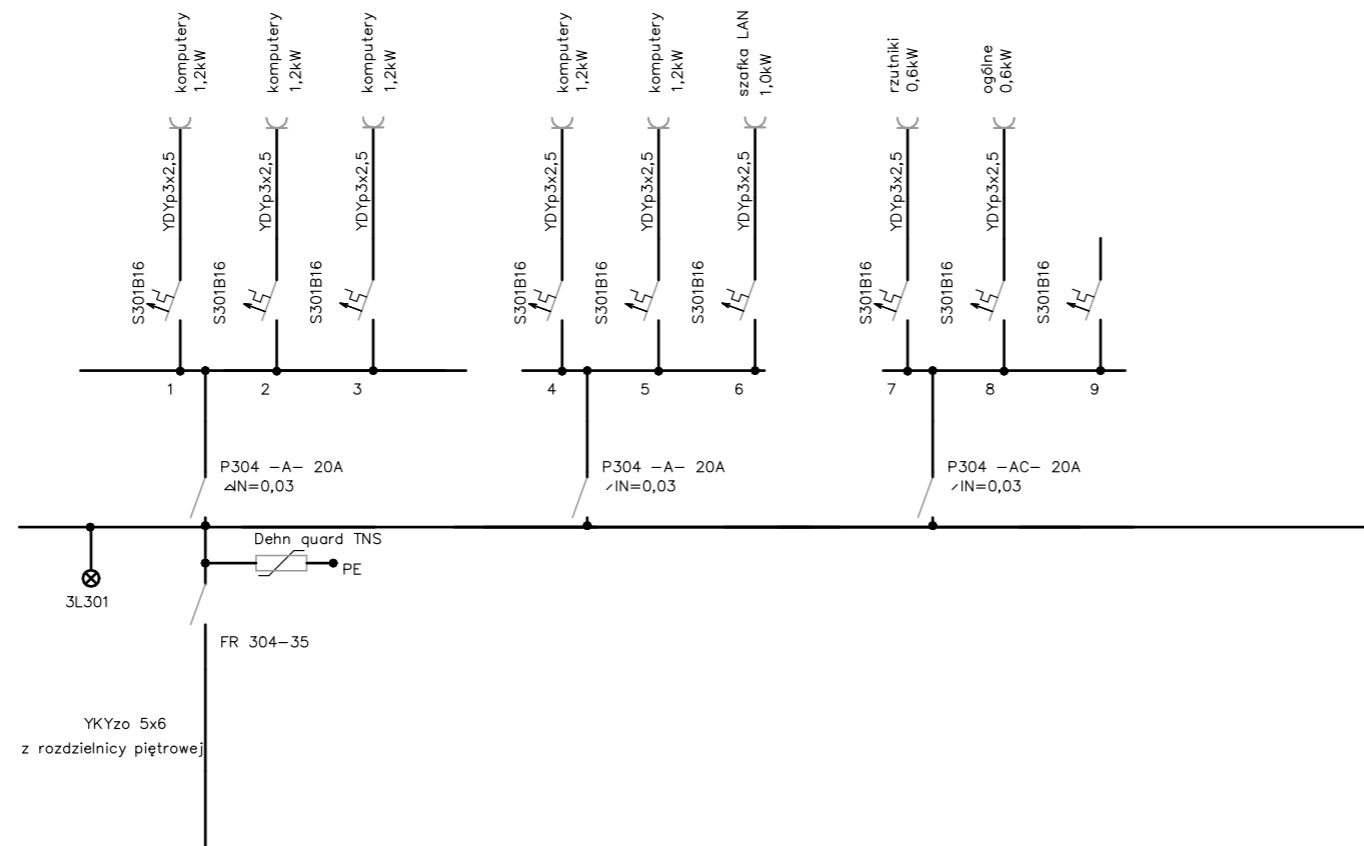 komputery
1,2kW
komputery
1,2kW
komputery
1,2kW
komputery
1,2kW
komputery
1,2kW
szafka LAN
1,0kW
rzutniki
0,6kW
ogólne
0,6kW
YDYp3x2,5
YDYp3x2,5
YDYp3x2,5
YDYp3x2,5
YDYp3x2,5
YDYp3x2,5
YDYp3x2,5
YDYp3x2,5
S301B16
S301B16
S301B16
S301B16
S301B16
S301B16
S301B16
S301B16
S301B16
1 2 3 4 5 6 7 8 9
P304 -A- 20A
⊿IN=0,03
P304 -A- 20A
⁄IN=0,03
P304 -AC- 20A
⁄IN=0,03
Dehn quard TNS
PE
3L301
FR 304-35
YKYzo 5x6
z rozdzielnicy piętrowej